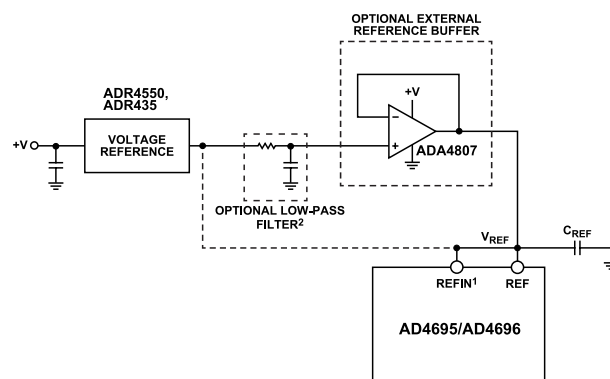 OPTIONAL EXTERNAL
REFERENCE BUFFER
ADR4550,
ADR435
+V
VOLTAGE
REFERENCE
+V
−
+
ADA4807
OPTIONAL LOW-PASS
FILTER2
VREF
CREF
REFIN1
REF
AD4695/AD4696